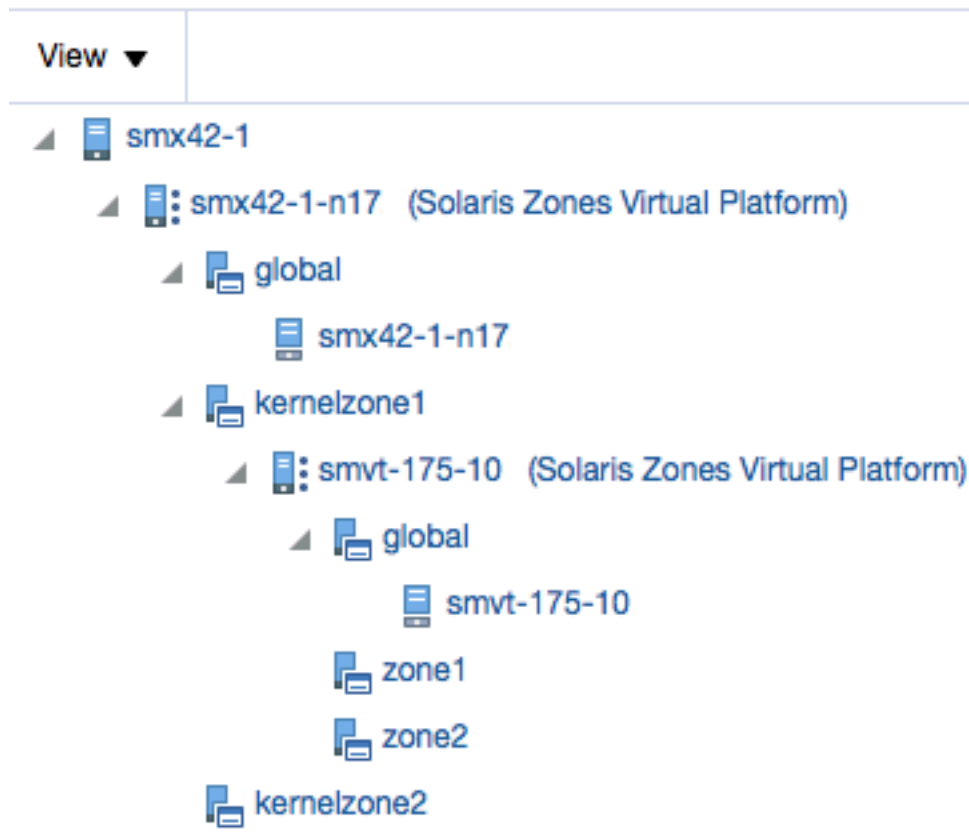 View
smx42-1
smx42-1-n17 (Solaris Zones Virtual Platform)
global
smx42-1-n17
kernelzone1
smvt-175-10 (Solaris Zones Virtual Platform)
global
smvt-175-10
zone1
zone2
kernelzone2